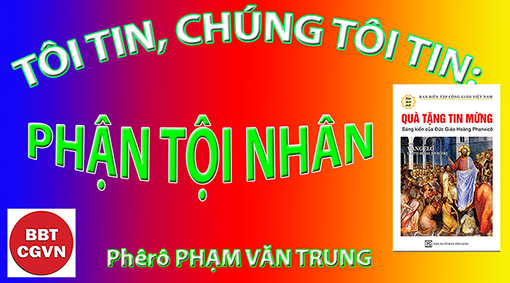 TÔI TIN, CHÚNG TÔI TIN:
PHẬN TỘI NHÂN
BAN BIÊN TẬP CÔNG GIÁO VIỆT NAM
QUÀ TẶNG TIN MỪNG
Sáng kiến của Đức Giáo Hoàng Phanxicô
BBT
CGVN
Phêrô PHẠM VĂN TRUNG